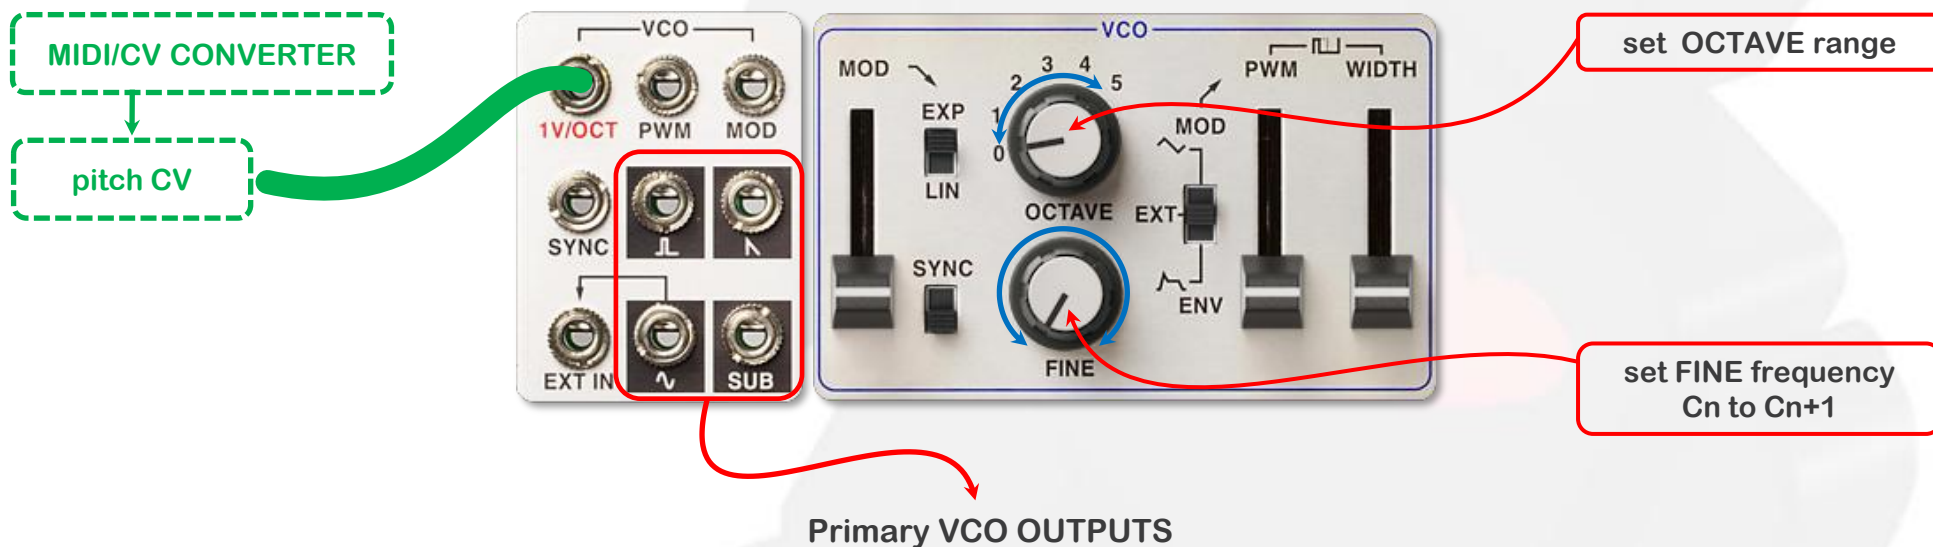 MIDI/CV CONVERTER
pitch CV
VCO
1V/OCT PWM MOD
SYNC
EXT IN SUB
VCO
MOD
EXP
LIN
SYNC
0 1 2 3 4 5
OCTAVE
FINE
MOD
EXT
ENV
PWM WIDTH
set OCTAVE range
set FINE frequency
Cn to Cn+1
Primary VCO OUTPUTS